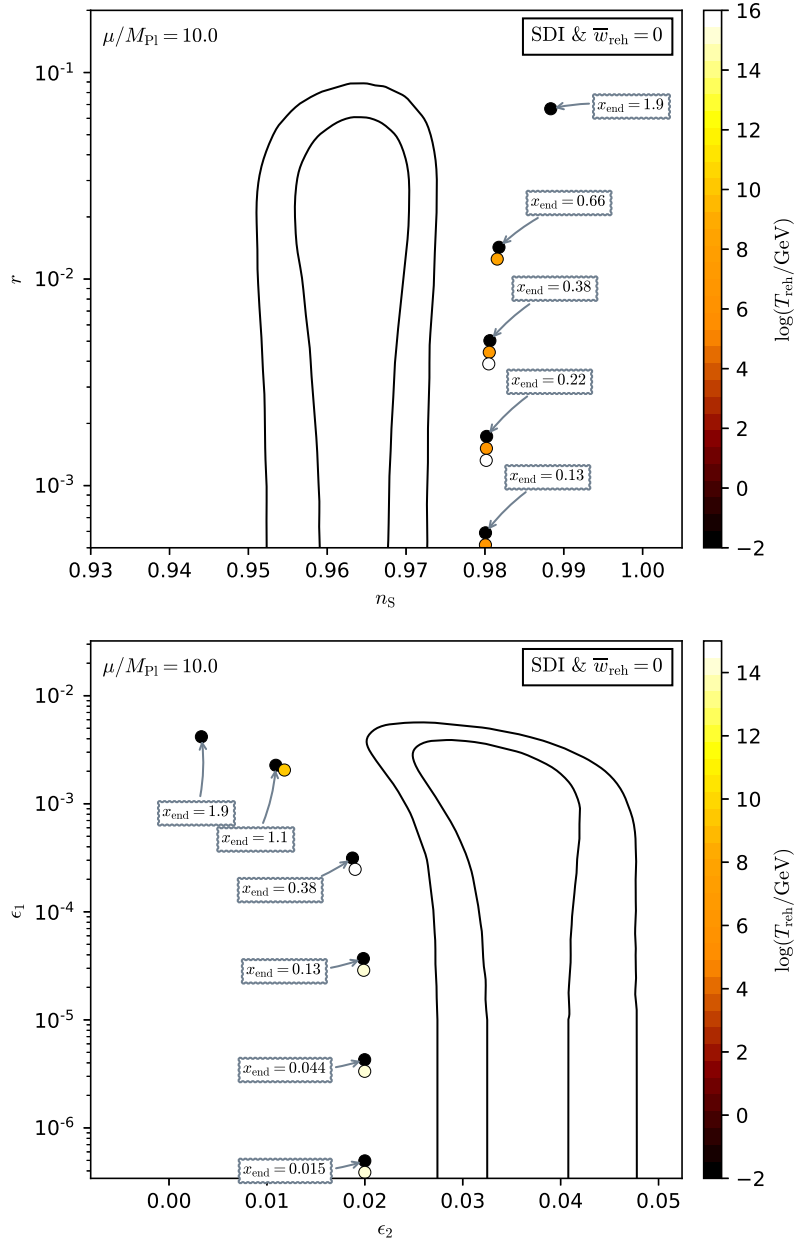 μ/M_Pl = 10.0
SDI & w̅_reh = 0
10⁻¹
10⁻²
10⁻³
r
x_end = 1.9
x_end = 0.66
x_end = 0.38
x_end = 0.22
x_end = 0.13
0.93 0.94 0.95 0.96 0.97 0.98 0.99 1.00
n_S
16
14
12
10
8
6
4
2
0
−2
log(T_reh/GeV)
μ/M_Pl = 10.0
SDI & w̅_reh = 0
10⁻²
10⁻³
10⁻⁴
10⁻⁵
10⁻⁶
ϵ₁
x_end = 1.9
x_end = 1.1
x_end = 0.38
x_end = 0.13
x_end = 0.044
x_end = 0.015
0.00 0.01 0.02 0.03 0.04 0.05
ϵ₂
14
12
10
8
6
4
2
0
−2
log(T_reh/GeV)